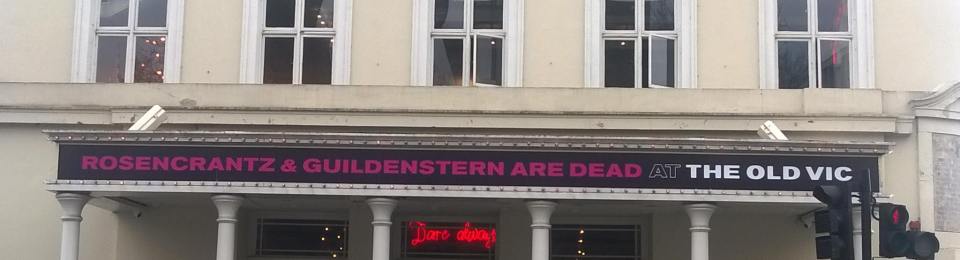 ROSENCRANTZ & GUILDENSTERN ARE DEAD AT THE OLD VIC
Dare always